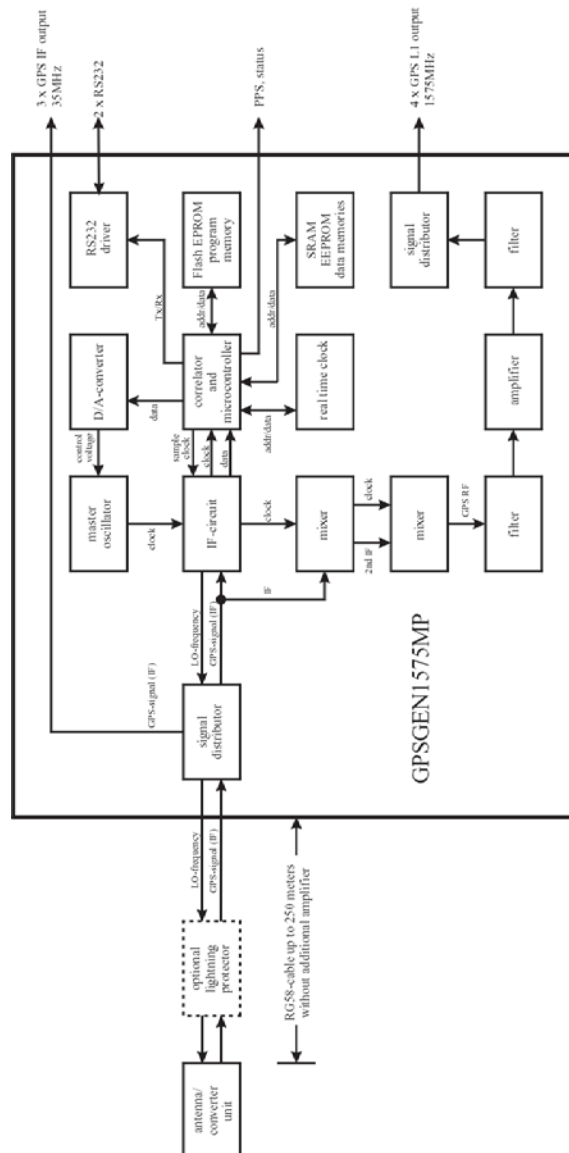 3 x GPS IF output
35MHz
2 x RS232
PPS, status
4 x GPS L1 output
1575MHz
RS232
driver
Flash EPROM
program
memory
SRAM
EEPROM
data memories
signal
distributor
filter
Tx/Rx
addr/data
addr/data
D/A-converter
correlator
and
microcontroller
real time clock
amplifier
data
addr/data
control
voltage
sample
clock
clock
data
master
oscillator
IF-circuit
mixer
mixer
filter
clock
clock
clock
2nd IF
GPS RF
IF
LO-frequency
GPS-signal (IF)
GPS-signal (IF)
signal
distributor
GPSGEN1575MP
LO-frequency
GPS-signal (IF)
optional
lightning
protector
RG58-cable up to 250 meters
without additional amplifier
antenna/
converter
unit